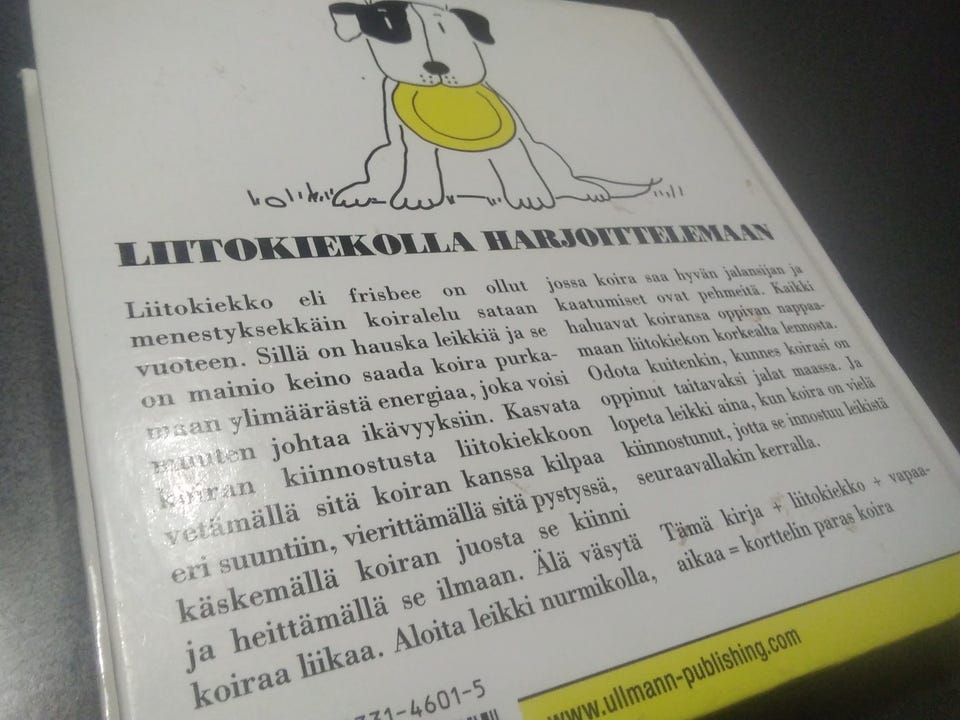 LIITOKIEKOLLA HARJOITTELEMAAN
Liitokiekko eli frisbee on ollut
menestyksekkäin koiralelu sataan
vuoteen. Sillä on hauska leikkiä ja se
on mainio keino saada koira purka-
maan ylimäärästä energiaa, joka voisi
muuten johtaa ikävyyksiin. Kasvata
koiran kiinnostusta liitokiekkoon
vetämällä sitä koiran kanssa kilpaa
eri suuntiin, vierittämällä sitä pystyssä,
käskemällä koiran juosta se kiinni
ja heittämällä se ilmaan. Älä väsytä
koiraa liikaa. Aloita leikki nurmikolla,
jossa koira saa hyvän jalansijan ja
kaatumiset ovat pehmeitä. Kaikki
haluavat koiransa oppivan nappaa-
maan liitokiekon korkealta lennosta.
Odota kuitenkin, kunnes koirasi on
oppinut taitavaksi jalat maassa. Ja
lopeta leikki aina, kun koira on vielä
kiinnostunut, jotta se innostuu leikistä
seuraavallakin kerralla.
Tämä kirja + liitokiekko + vapaa-
aikaa = korttelin paras koira
331-4601-5
www.ullmann-publishing.com